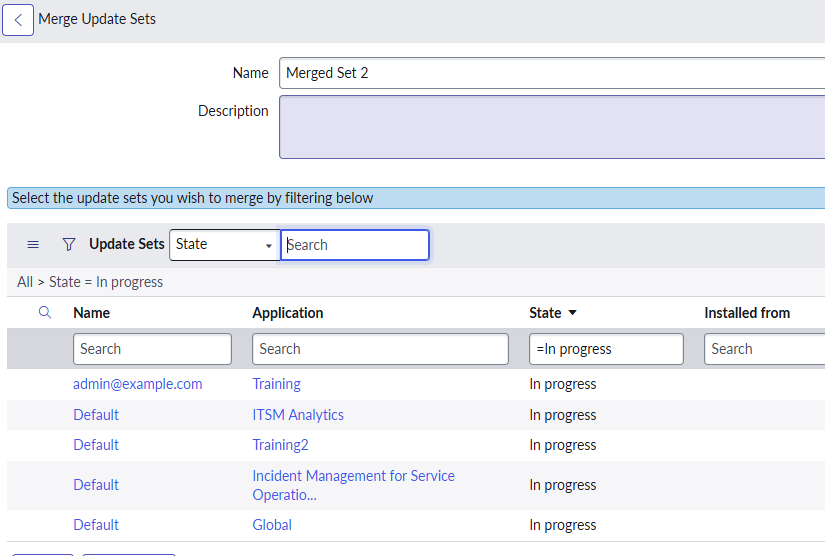 Merge Update Sets
Name Merged Set 2
Description
Select the update sets you wish to merge by filtering below
Update Sets State Search
All > State = In progress
Name Application State Installed from
Search Search =In progress Search
admin@example.com Training In progress
Default ITSM Analytics In progress
Default Training2 In progress
Default Incident Management for Service Operatio... In progress
Default Global In progress